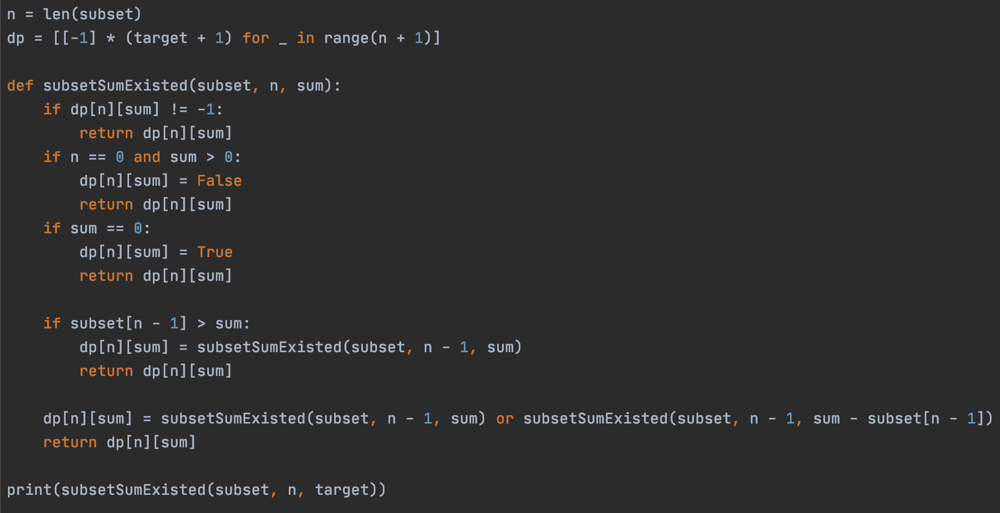 n = len(subset)
dp = [[-1] * (target + 1) for _ in range(n + 1)]

def subsetSumExisted(subset, n, sum):
    if dp[n][sum] != -1:
        return dp[n][sum]
    if n == 0 and sum > 0:
        dp[n][sum] = False
        return dp[n][sum]
    if sum == 0:
        dp[n][sum] = True
        return dp[n][sum]

    if subset[n - 1] > sum:
        dp[n][sum] = subsetSumExisted(subset, n - 1, sum)
        return dp[n][sum]

    dp[n][sum] = subsetSumExisted(subset, n - 1, sum) or subsetSumExisted(subset, n - 1, sum - subset[n - 1])
    return dp[n][sum]

print(subsetSumExisted(subset, n, target))